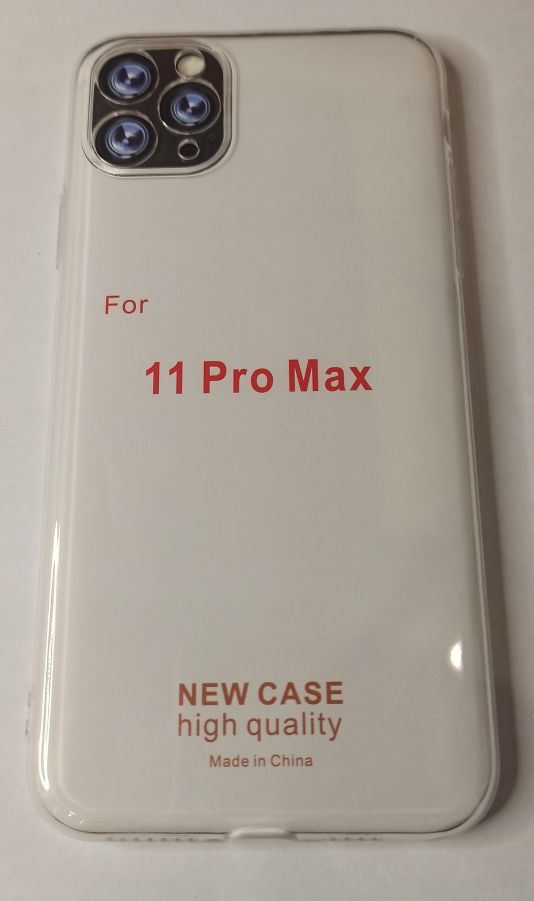 For
11 Pro Max
NEW CASE
high quality
Made in China